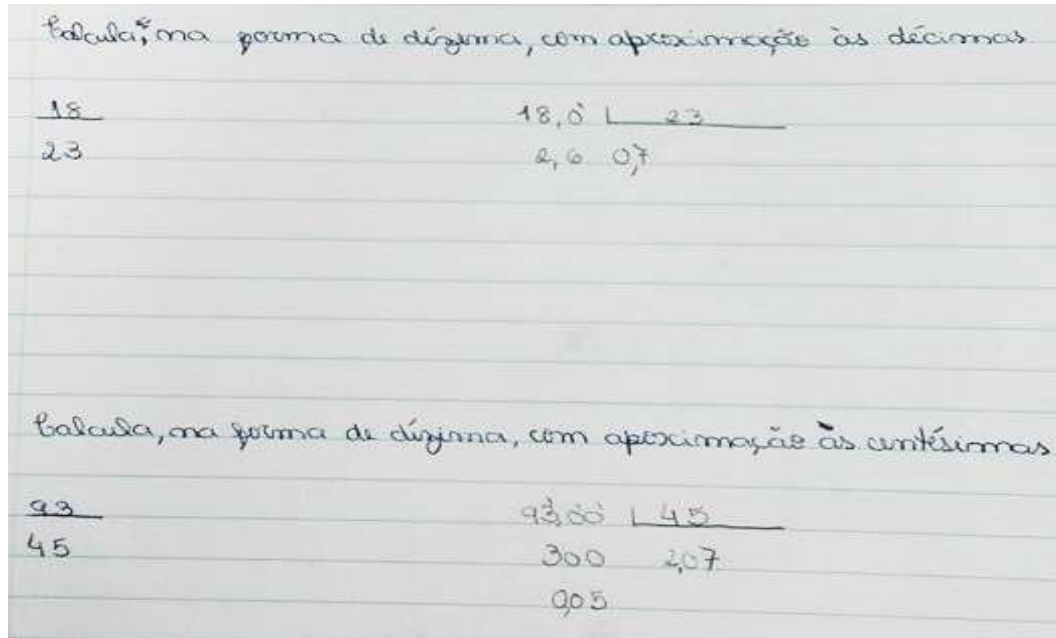 Calcula, na forma de dízima, com aproximação às décimas
18 18,0 23
23 2,6 0,7
Calcula, na forma de dízima, com aproximação às centésimas
93 93,00 45
45 300 2,07
0,05